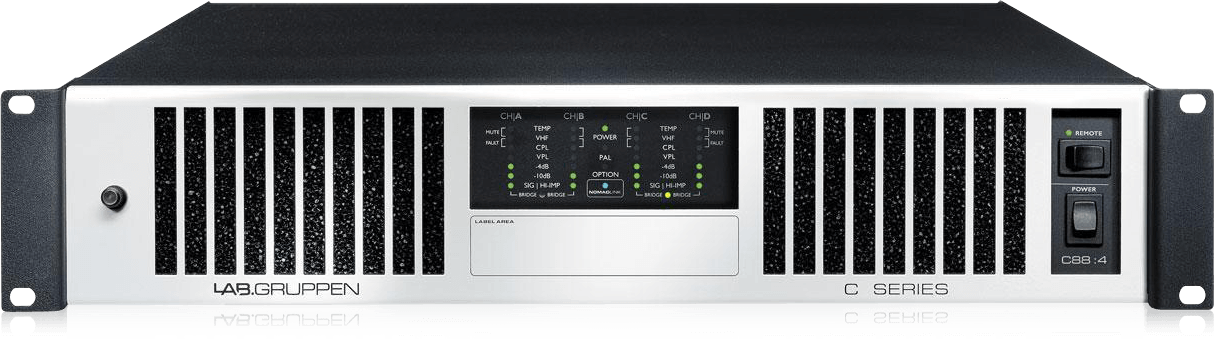 CH|A CH|B CH|C CH|D
MUTE TEMP TEMP MUTE
FAULT VHF POWER VHF FAULT
CPL CPL
VPL PAL VPL
-4dB -4dB
-10dB OPTION -10dB
SIG | HI-IMP NOMADLINK SIG | HI-IMP
BRIDGE BRIDGE BRIDGE BRIDGE
LABEL AREA
REMOTE
POWER
C88:4
LAB.GRUPPEN C SERIES